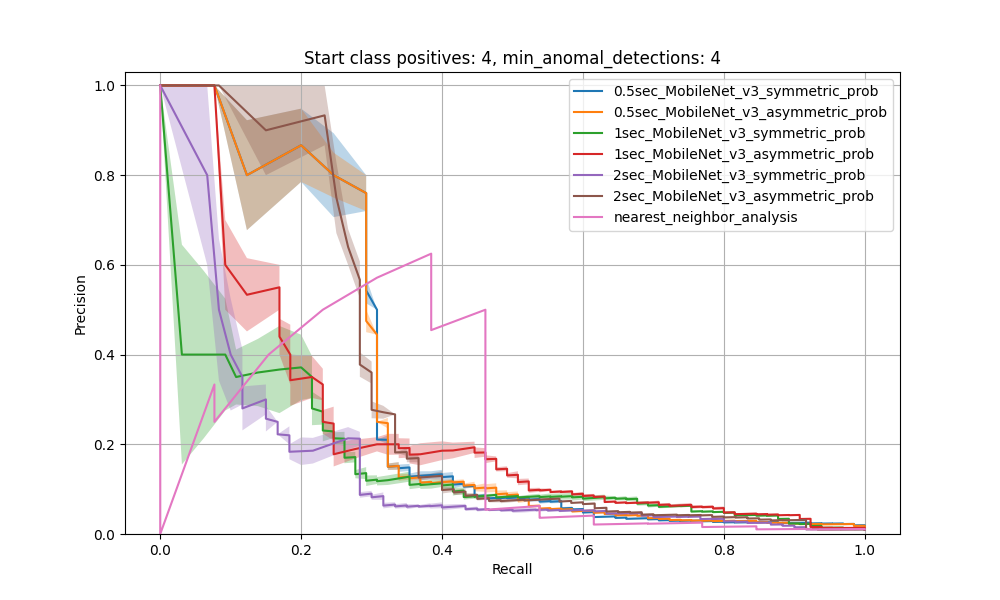 Start class positives: 4, min_anomal_detections: 4
1.0
0.8
0.6
0.4
0.2
0.0
Precision
0.5sec_MobileNet_v3_symmetric_prob
0.5sec_MobileNet_v3_asymmetric_prob
1sec_MobileNet_v3_symmetric_prob
1sec_MobileNet_v3_asymmetric_prob
2sec_MobileNet_v3_symmetric_prob
2sec_MobileNet_v3_asymmetric_prob
nearest_neighbor_analysis
0.0 0.2 0.4 0.6 0.8 1.0
Recall